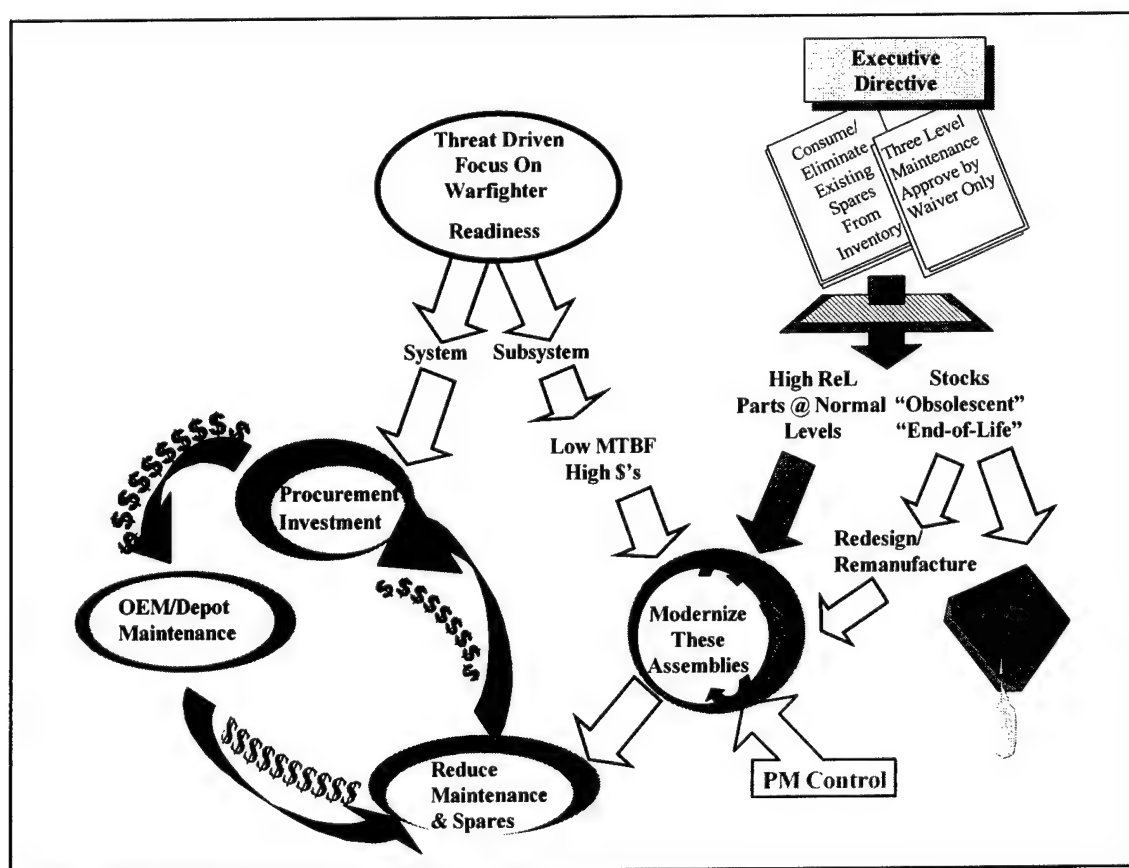 Executive
Directive
Consume/
Eliminate
Existing
Spares
From
Inventory
Three Level
Maintenance
Approve by
Waiver Only
Threat Driven
Focus On
Warfighter
Readiness
System
Subsystem
High ReL
Parts @ Normal
Levels
Stocks
“Obsolescent”
“End-of-Life”
Low MTBF
High $'s
$$$$$$$$$$
Procurement
Investment
Redesign/
Remanufacture
OEM/Depot
Maintenance
$$$$$$$$$
Modernize
These
Assemblies
$$$$$$$$$$
Reduce
Maintenance
& Spares
PM Control